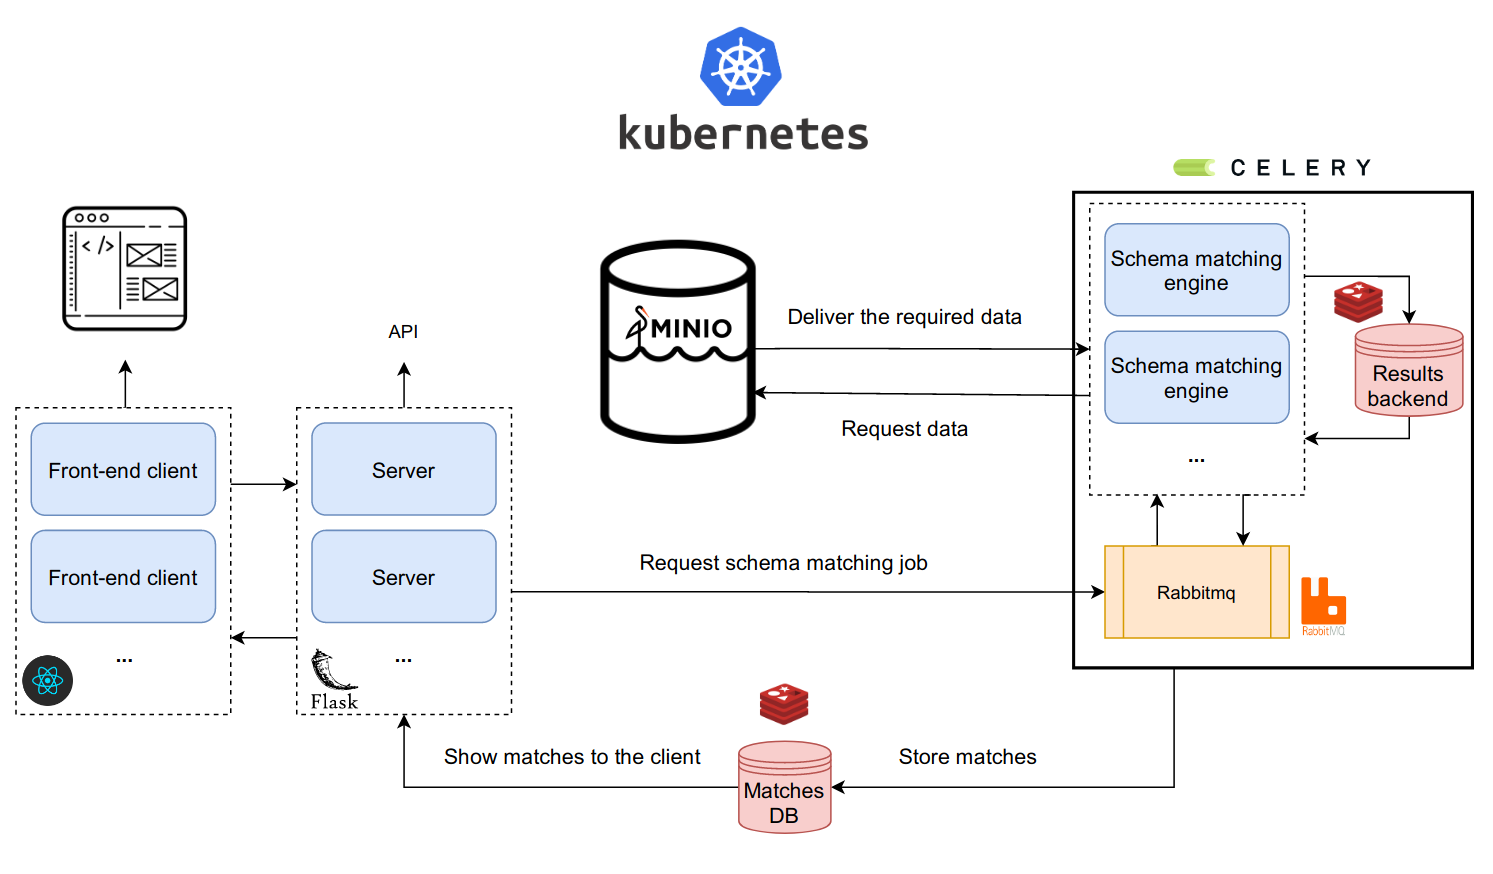 kubernetes
CELERY
</>
Schema matching
engine
MINIO
Deliver the required data
API
Schema matching
engine
Results
backend
Request data
...
Front-end client
Server
Front-end client
Server
Request schema matching job
Rabbitmq
RabbitMQ
...
...
Flask
Show matches to the client
Store matches
Matches
DB